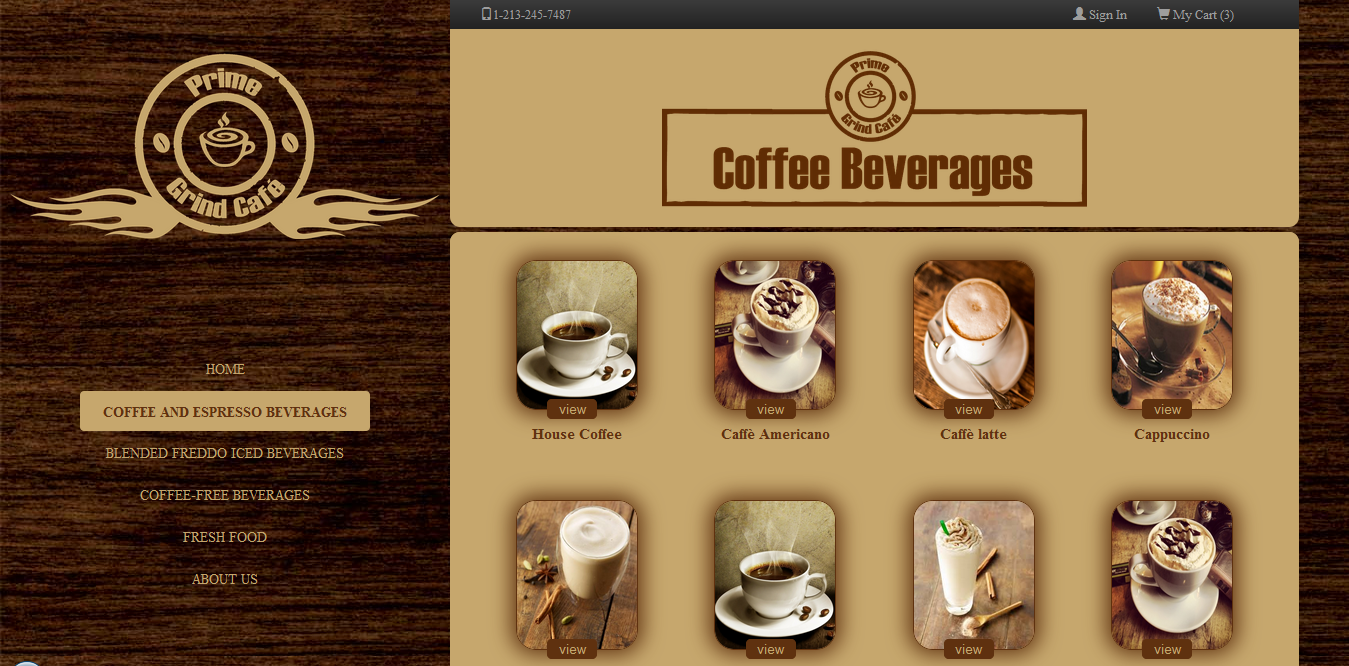 Prime
Grind Café
HOME
COFFEE AND ESPRESSO BEVERAGES
BLENDED FREDDO ICED BEVERAGES
COFFEE-FREE BEVERAGES
FRESH FOOD
ABOUT US
1-213-245-7487
Sign In
My Cart (3)
Prime
Grind Café
Coffee Beverages
view
view
view
view
House Coffee
Caffè Americano
Caffè latte
Cappuccino
view
view
view
view